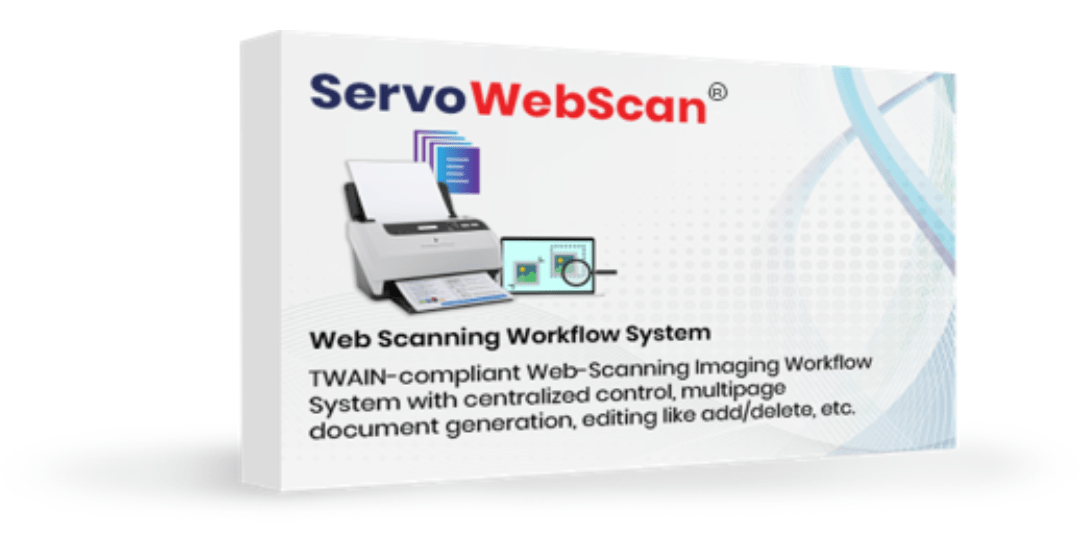 ServoWebScan®
Web Scanning Workflow System
TWAIN-compliant Web-Scanning Imaging Workflow
System with centralized control, multipage
document generation, editing like add/delete, etc.